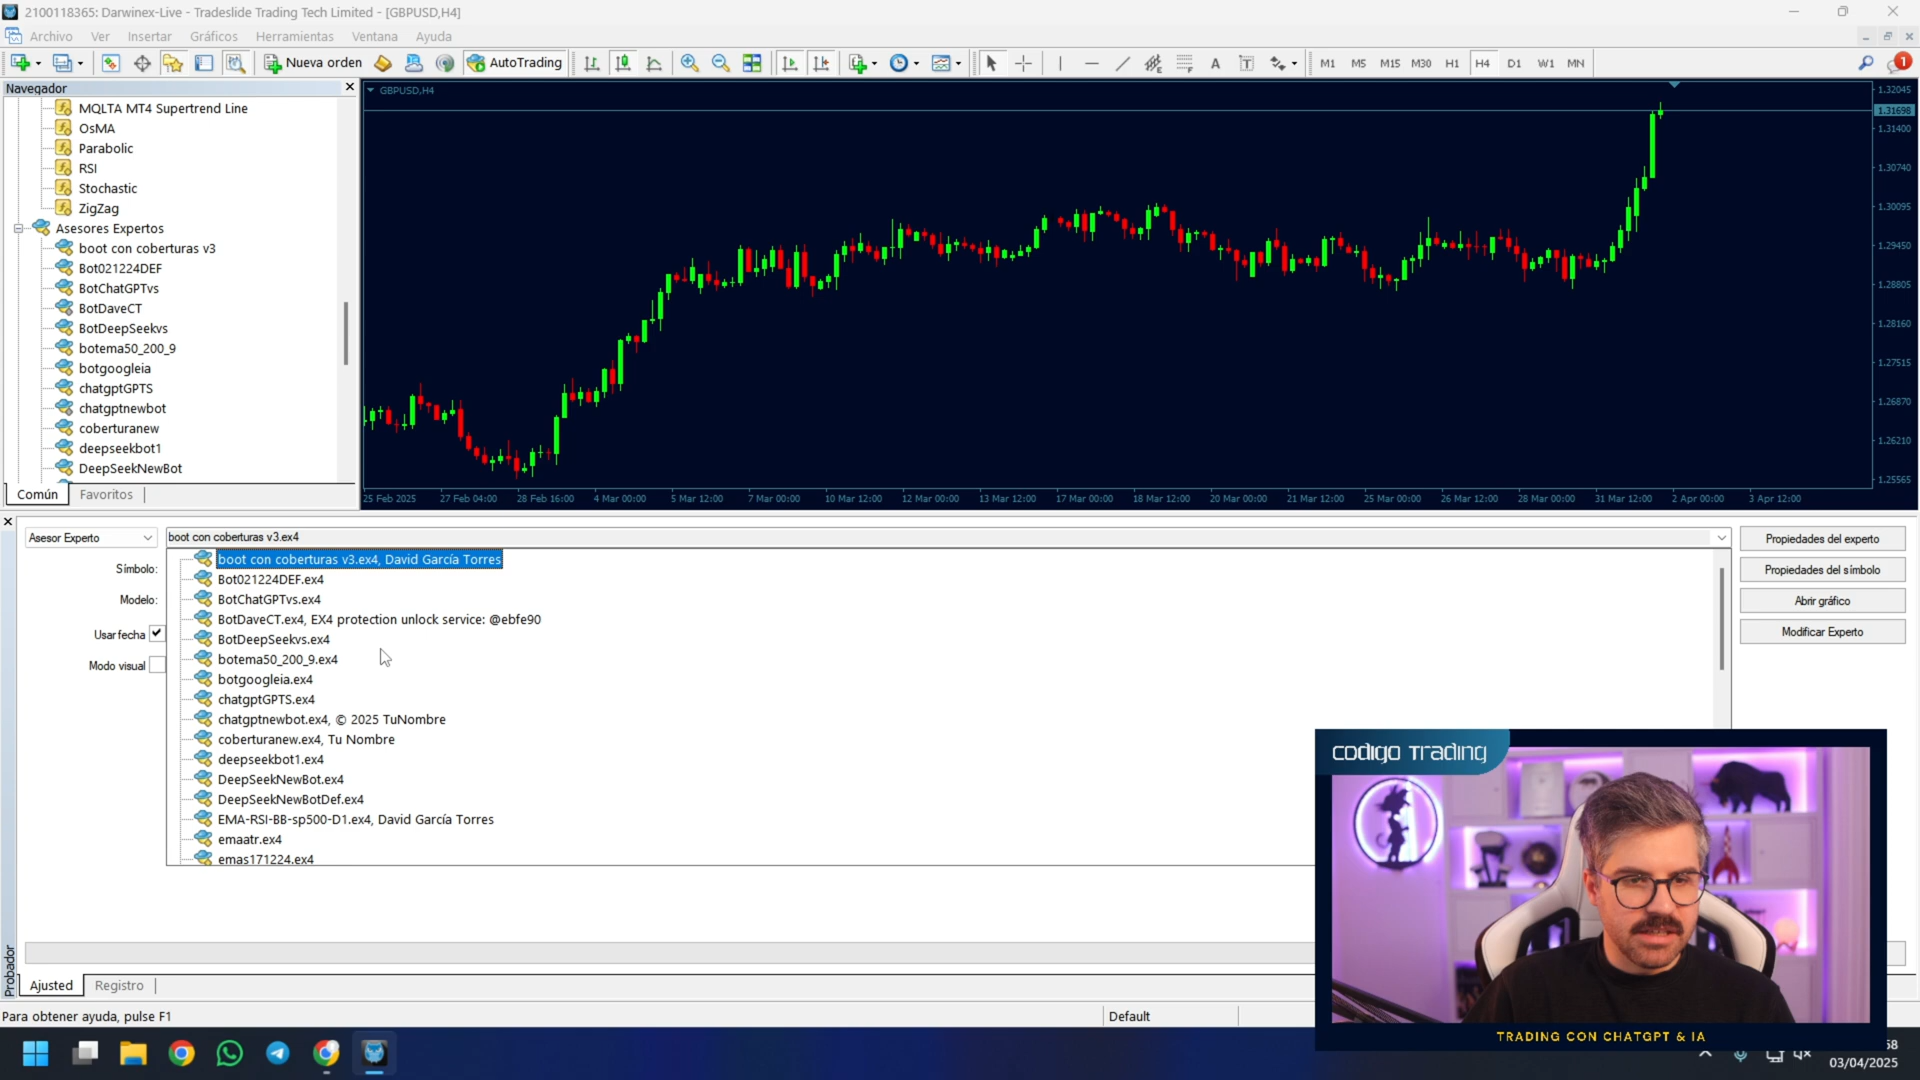 2100118365: Darwinex-Live - Tradeslide Trading Tech Limited - [GBPUSD,H4]
Archivo Ver Insertar Gráficos Herramientas Ventana Ayuda
Nueva orden AutoTrading A T M1 M5 M15 M30 H1 H4 D1 W1 MN 1
Navegador
MQLTA MT4 Supertrend Line
OsMA
Parabolic
RSI
Stochastic
ZigZag
Asesores Expertos
boot con coberturas v3
Bot021224DEF
BotChatGPTvs
BotDaveCT
BotDeepSeekvs
botema50_200_9
botgoogleia
chatgptGPTS
chatgptnewbot
coberturanew
deepseekbot1
DeepSeekNewBot
Común Favoritos
GBPUSD,H4
1.32045
1.31698
1.31400
1.30740
1.30095
1.29450
1.28805
1.28160
1.27515
1.26870
1.26210
1.25565
25 Feb 2025 27 Feb 04:00 28 Feb 16:00 4 Mar 00:00 5 Mar 12:00 7 Mar 00:00 10 Mar 12:00 12 Mar 00:00 13 Mar 12:00 17 Mar 00:00 18 Mar 12:00 20 Mar 00:00 21 Mar 12:00 25 Mar 00:00 26 Mar 12:00 28 Mar 00:00 31 Mar 12:00 2 Apr 00:00 3 Apr 12:00
Asesor Experto
boot con coberturas v3.ex4
Símbolo:
Modelo:
Usar fecha
Modo visual
boot con coberturas v3.ex4, David García Torres
Bot021224DEF.ex4
BotChatGPTvs.ex4
BotDaveCT.ex4, EX4 protection unlock service: @ebfe90
BotDeepSeekvs.ex4
botema50_200_9.ex4
botgoogleia.ex4
chatgptGPTS.ex4
chatgptnewbot.ex4, © 2025 TuNombre
coberturanew.ex4, Tu Nombre
deepseekbot1.ex4
DeepSeekNewBot.ex4
DeepSeekNewBotDef.ex4
EMA-RSI-BB-sp500-D1.ex4, David García Torres
emaatr.ex4
emas171224.ex4
Propiedades del experto
Propiedades del símbolo
Abrir gráfico
Modificar Experto
Probador
Ajusted Registro
Para obtener ayuda, pulse F1
Default
codigo Trading
TRADING CON CHATGPT & IA
58
03/04/2025